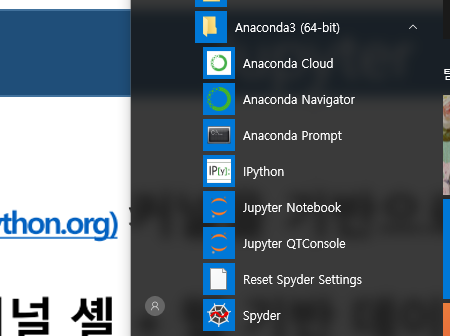 Anaconda3 (64-bit)
Anaconda Cloud
Anaconda Navigator
Anaconda Prompt
IPython
Jupyter Notebook
Jupyter QTConsole
Reset Spyder Settings
Spyder
ython.org)
널 셸